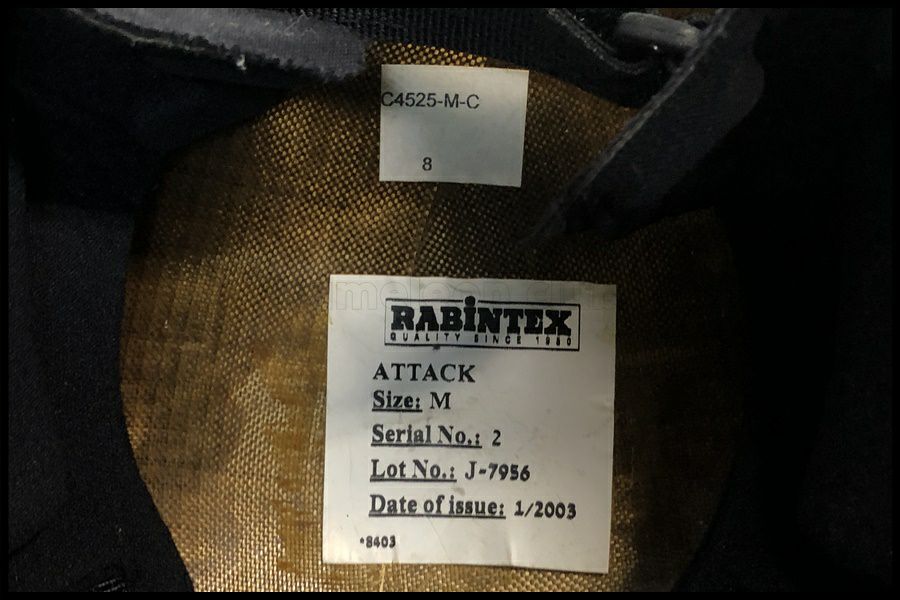 C4525-M-C
8
RABINTEX
QUALITY SINCE 1950
ATTACK
Size: M
Serial No.: 2
Lot No.: J-7956
Date of issue: 1/2003
*8403